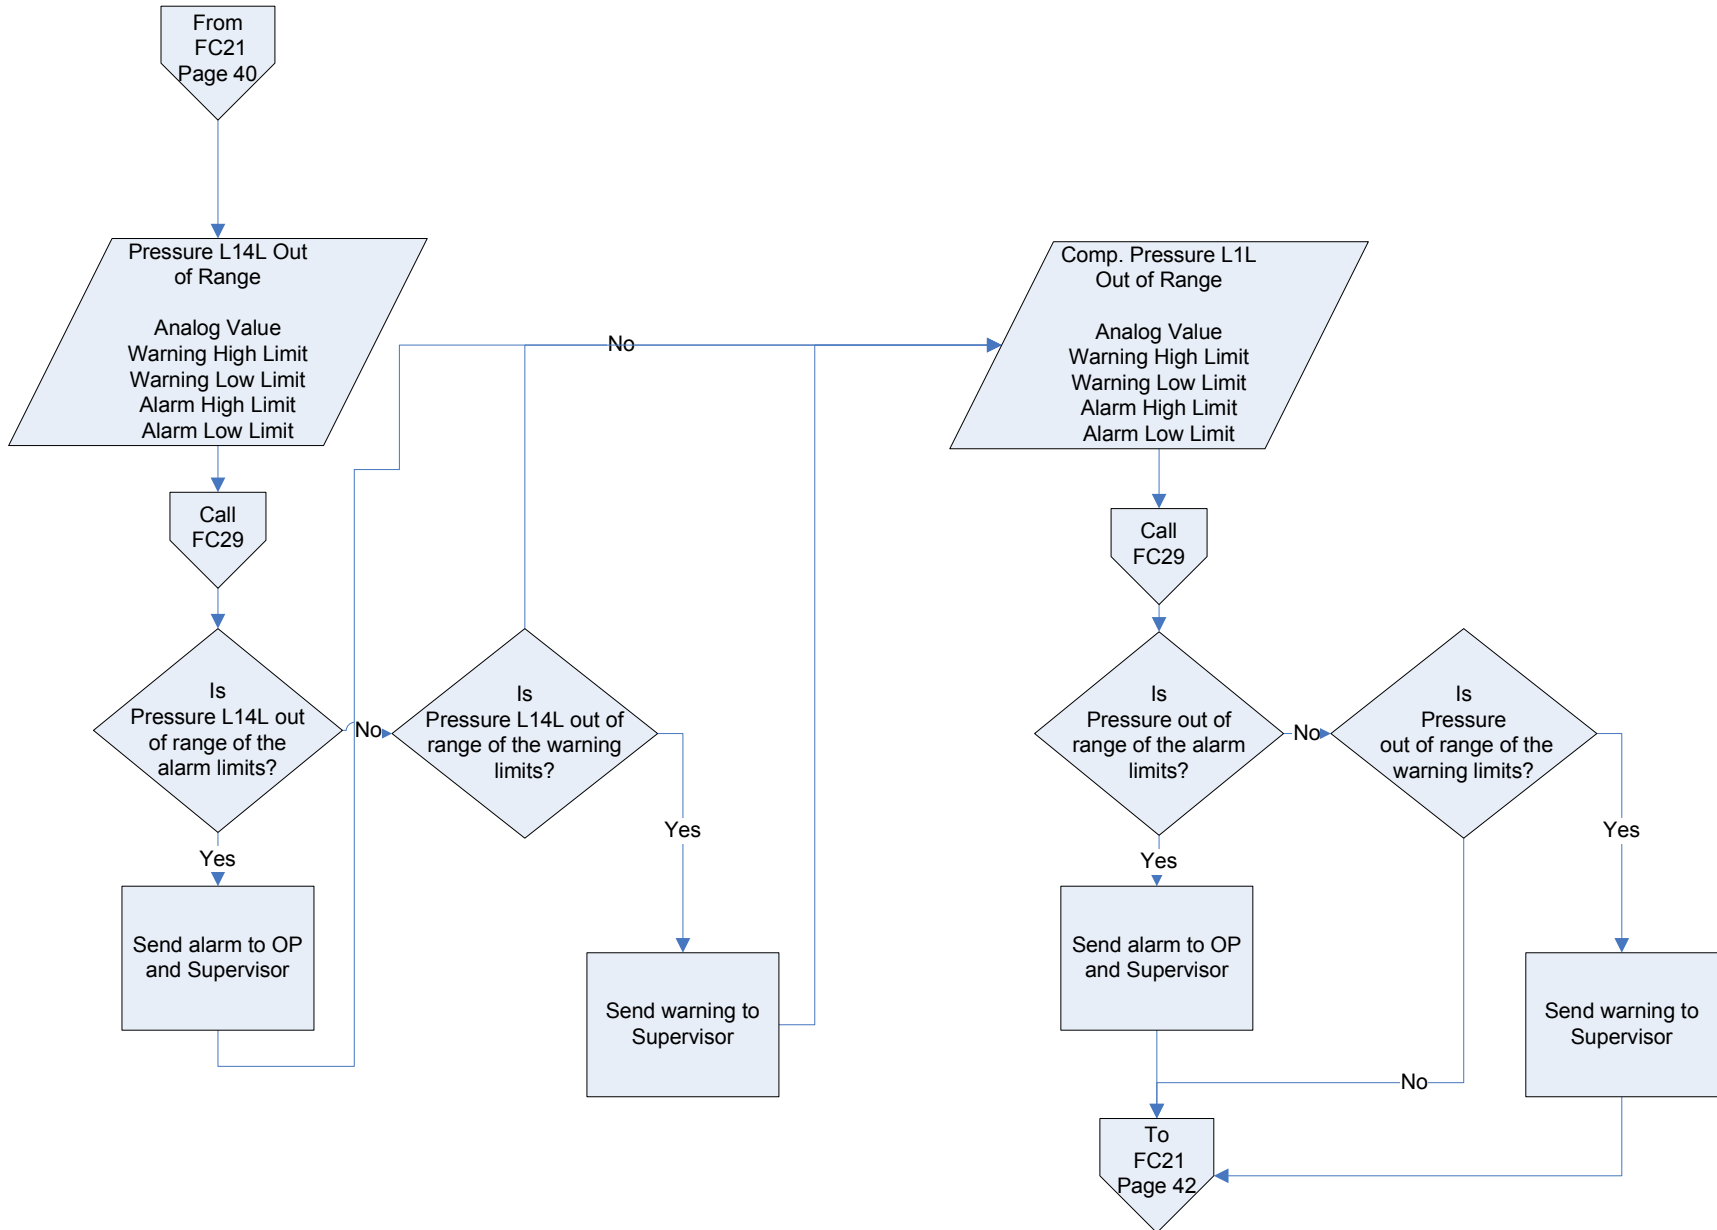 From
FC21
Page 40
Pressure L14L Out
of Range
Analog Value
Warning High Limit
Warning Low Limit
Alarm High Limit
Alarm Low Limit
Call
FC29
Is
Pressure L14L out
of range of the
alarm limits?
No
Is
Pressure L14L out of
range of the warning
limits?
No
Yes
Send alarm to OP
and Supervisor
Yes
Send warning to
Supervisor
Comp. Pressure L1L
Out of Range
Analog Value
Warning High Limit
Warning Low Limit
Alarm High Limit
Alarm Low Limit
Call
FC29
Is
Pressure out of
range of the alarm
limits?
No
Is
Pressure
out of range of the
warning limits?
Yes
Send alarm to OP
and Supervisor
Yes
Send warning to
Supervisor
No
To
FC21
Page 42